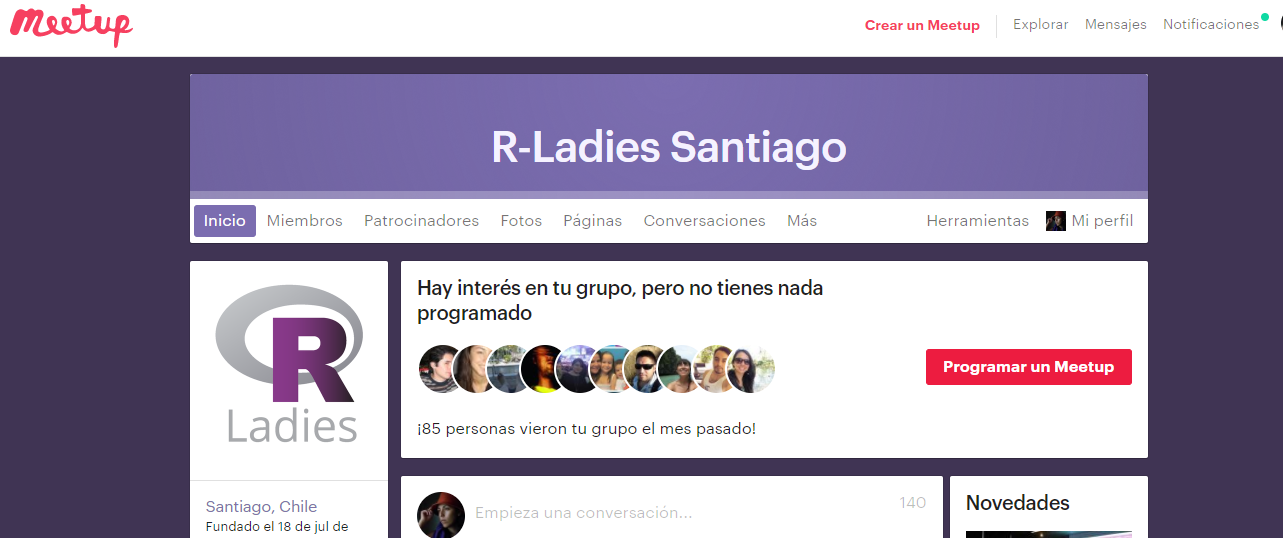 Meetup
Crear un Meetup
Explorar
Mensajes
Notificaciones
R-Ladies Santiago
Inicio
Miembros
Patrocinadores
Fotos
Páginas
Conversaciones
Más
Herramientas
Mi perfil
R
Ladies
Santiago, Chile
Fundado el 18 de jul de
Hay interés en tu grupo, pero no tienes nada
programado
Programar un Meetup
¡85 personas vieron tu grupo el mes pasado!
Empieza una conversación...
140
Novedades